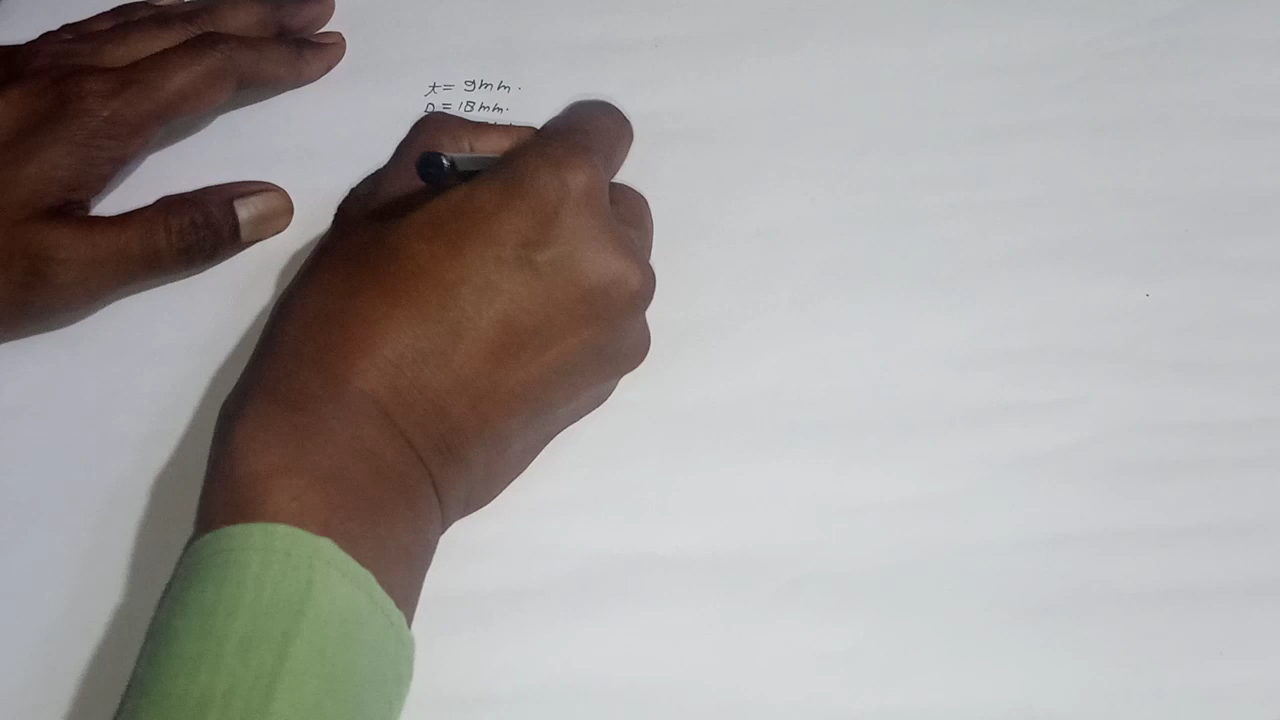 t = 9mm.
D = 18mm.